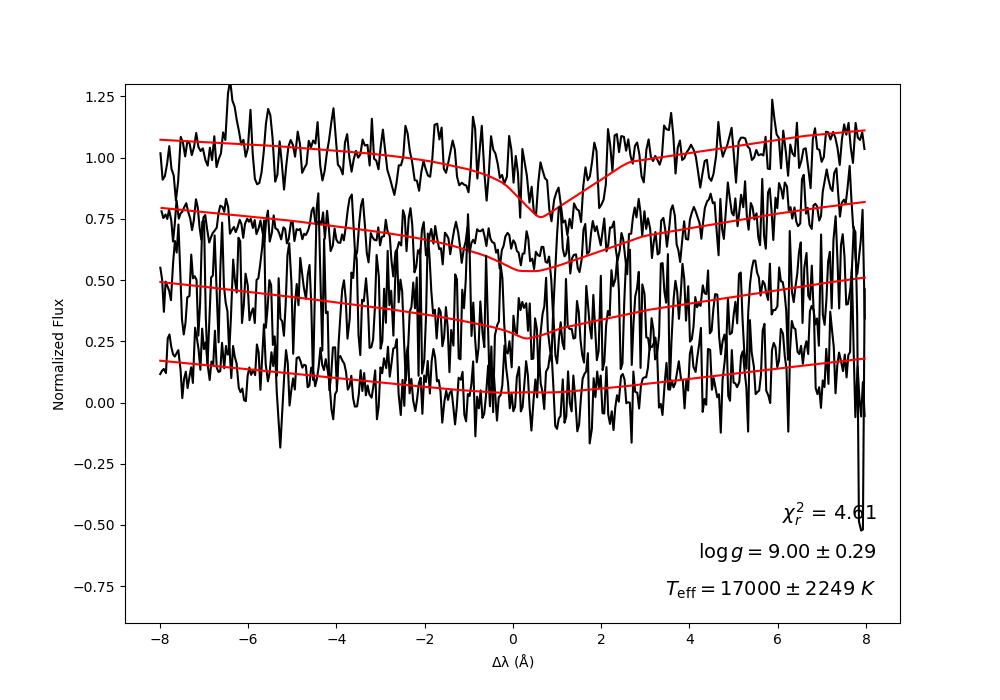 1.25
1.00
0.75
0.50
0.25
0.00
−0.25
−0.50
−0.75
Normalized Flux
χ²ᵣ = 4.61
log g = 9.00 ± 0.29
T_eff = 17000 ± 2249 K
−8 −6 −4 −2 0 2 4 6 8
Δλ (Å)